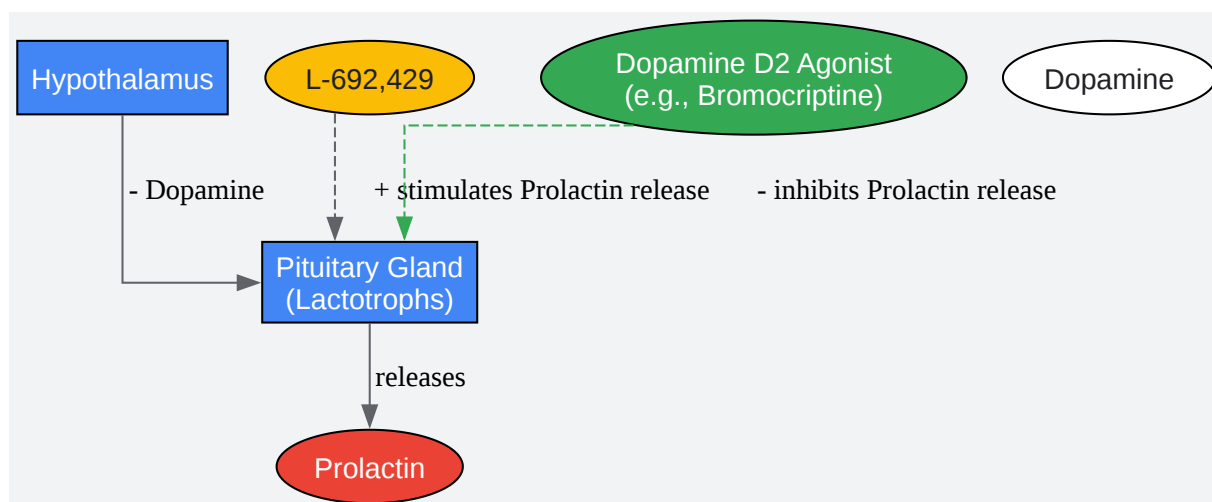 Hypothalamus
L-692,429
Dopamine D2 Agonist
(e.g., Bromocriptine)
Dopamine
- Dopamine
+ stimulates Prolactin release
- inhibits Prolactin release
Pituitary Gland
(Lactotrophs)
releases
Prolactin